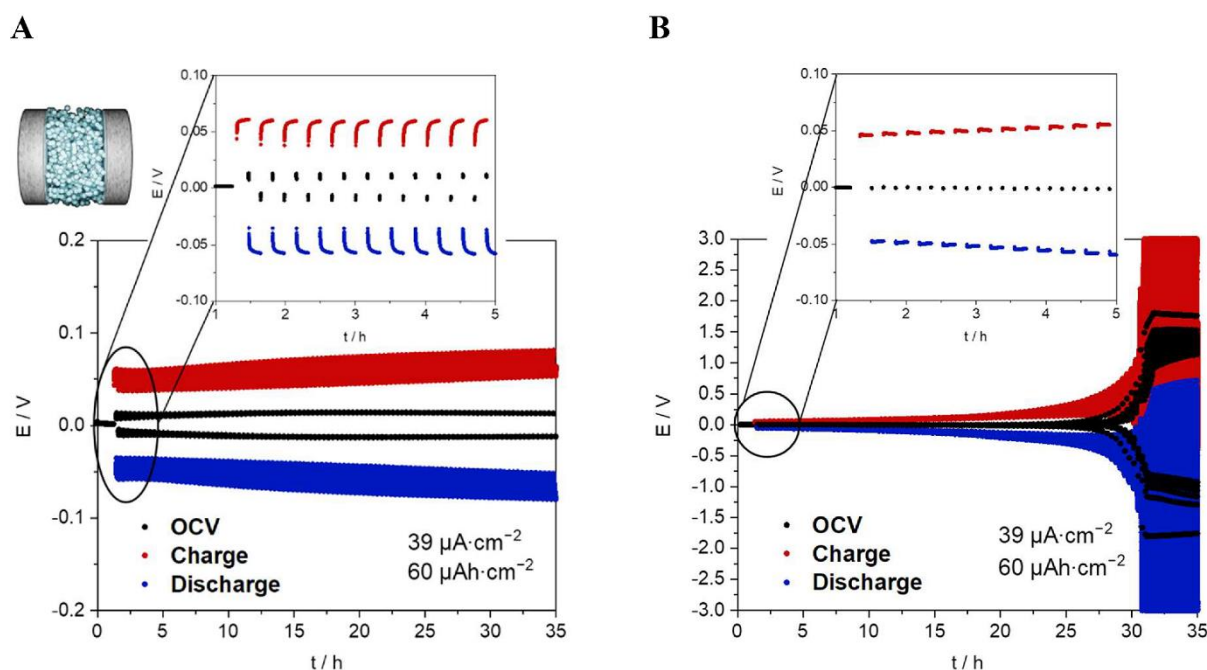 A
B
0.10
0.05
0.00
-0.05
-0.10
E / V
1
2
3
4
5
t / h
0.2
0.1
0.0
-0.1
-0.2
E / V
OCV
Charge
Discharge
39 µA·cm⁻²
60 µAh·cm⁻²
0
5
10
15
20
25
30
35
t / h
0.10
0.05
0.00
-0.05
-0.10
E / V
1
2
3
4
5
t / h
3.0
2.5
2.0
1.5
1.0
0.5
0.0
-0.5
-1.0
-1.5
-2.0
-2.5
-3.0
E / V
OCV
Charge
Discharge
39 µA·cm⁻²
60 µAh·cm⁻²
0
5
10
15
20
25
30
35
t / h